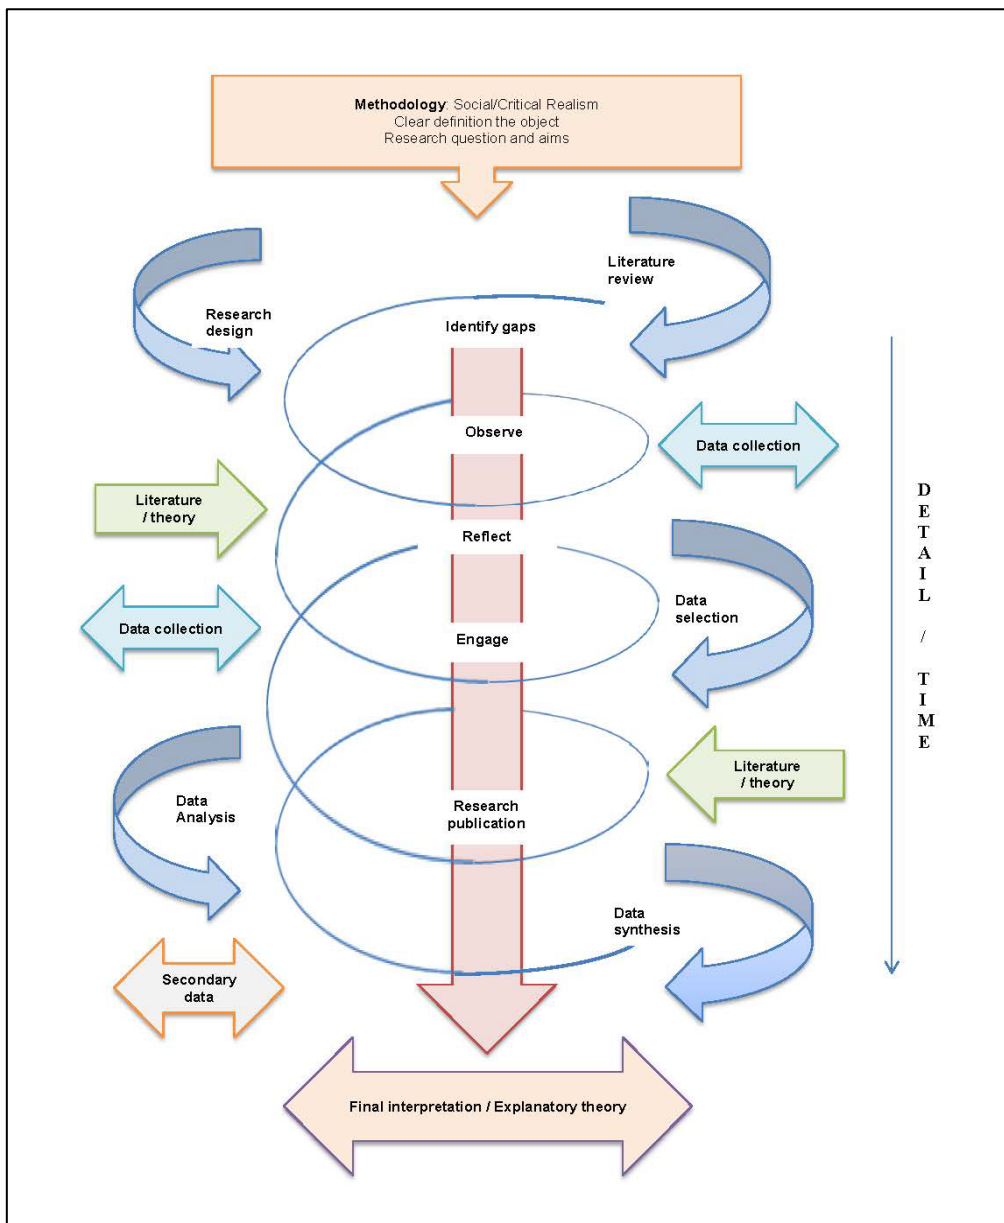 Methodology: Social/Critical Realism
Clear definition the object
Research question and aims
Literature
review
Research
design
Identify gaps
Observe
Data collection
Literature
/ theory
Reflect
Data
selection
Data collection
Engage
DETAIL / TIME
Literature
/ theory
Data
Analysis
Research
publication
Data
synthesis
Secondary
data
Final interpretation / Explanatory theory